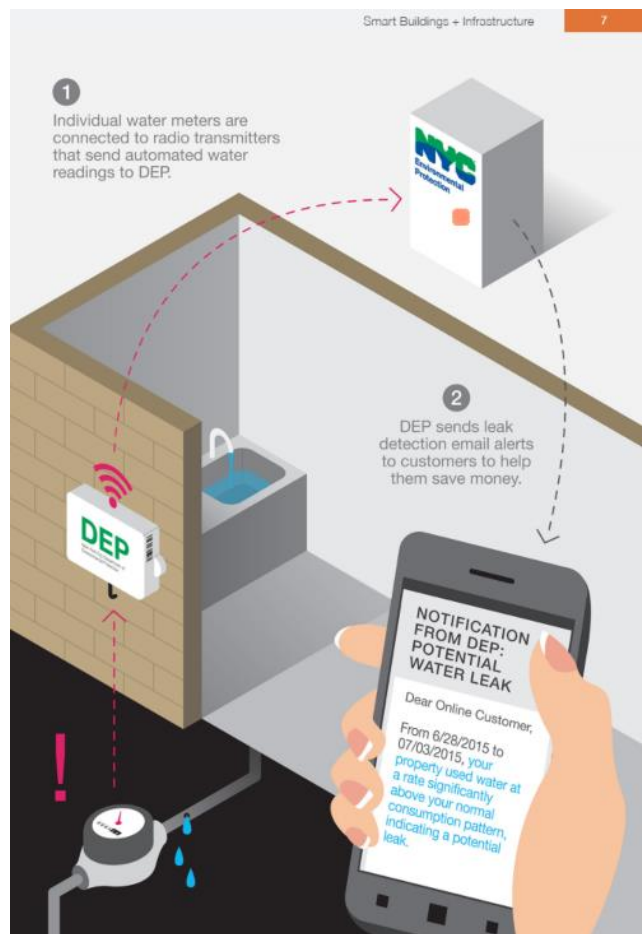 Smart Buildings + Infrastructure 7
1
Individual water meters are
connected to radio transmitters
that send automated water
readings to DEP.
NYC
Environmental
Protection
2
DEP sends leak
detection email alerts
to customers to help
them save money.
DEP
!
NOTIFICATION
FROM DEP:
POTENTIAL
WATER LEAK
Dear Online Customer,
From 6/28/2015 to
07/03/2015, your
property used water at
a rate significantly
above your normal
consumption pattern,
indicating a potential
leak.